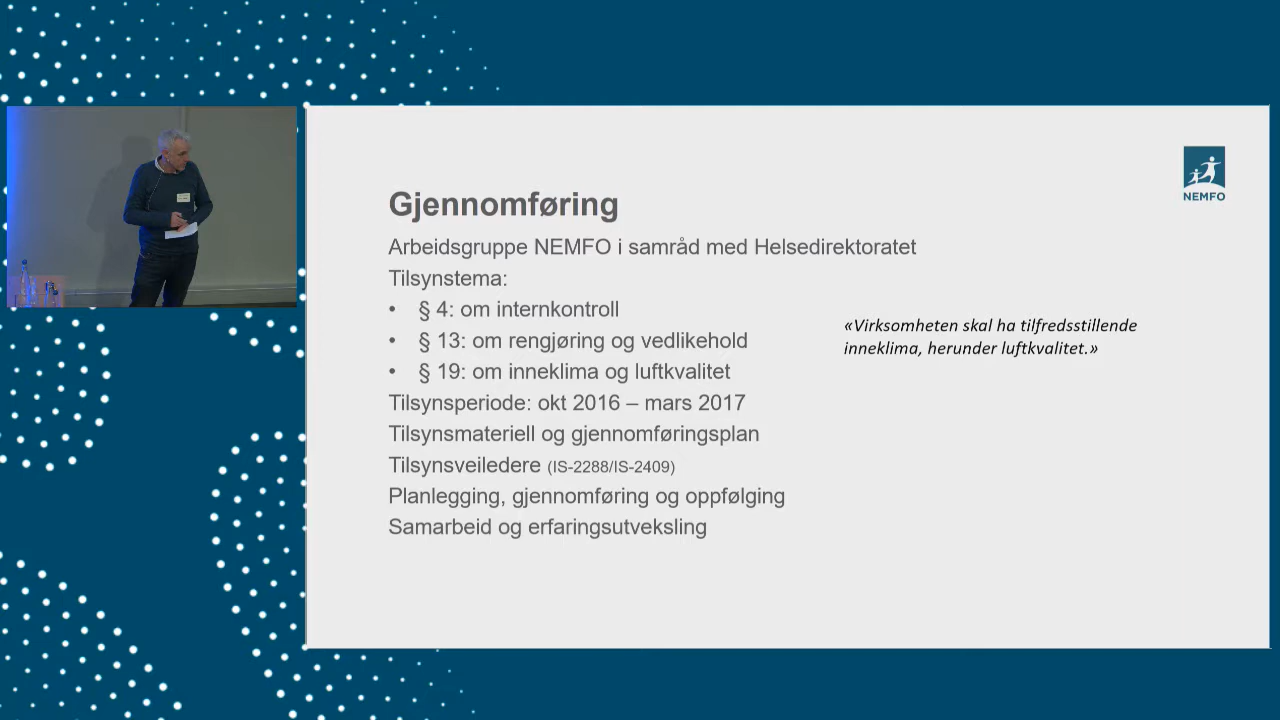 NEMFO
Gjennomføring
Arbeidsgruppe NEMFO i samråd med Helsedirektoratet
Tilsynstema:
• § 4: om internkontroll
• § 13: om rengjøring og vedlikehold
• § 19: om inneklima og luftkvalitet
«Virksomheten skal ha tilfredsstillende
inneklima, herunder luftkvalitet.»
Tilsynsperiode: okt 2016 – mars 2017
Tilsynsmateriell og gjennomføringsplan
Tilsynsveiledere (IS-2288/IS-2409)
Planlegging, gjennomføring og oppfølging
Samarbeid og erfaringsutveksling